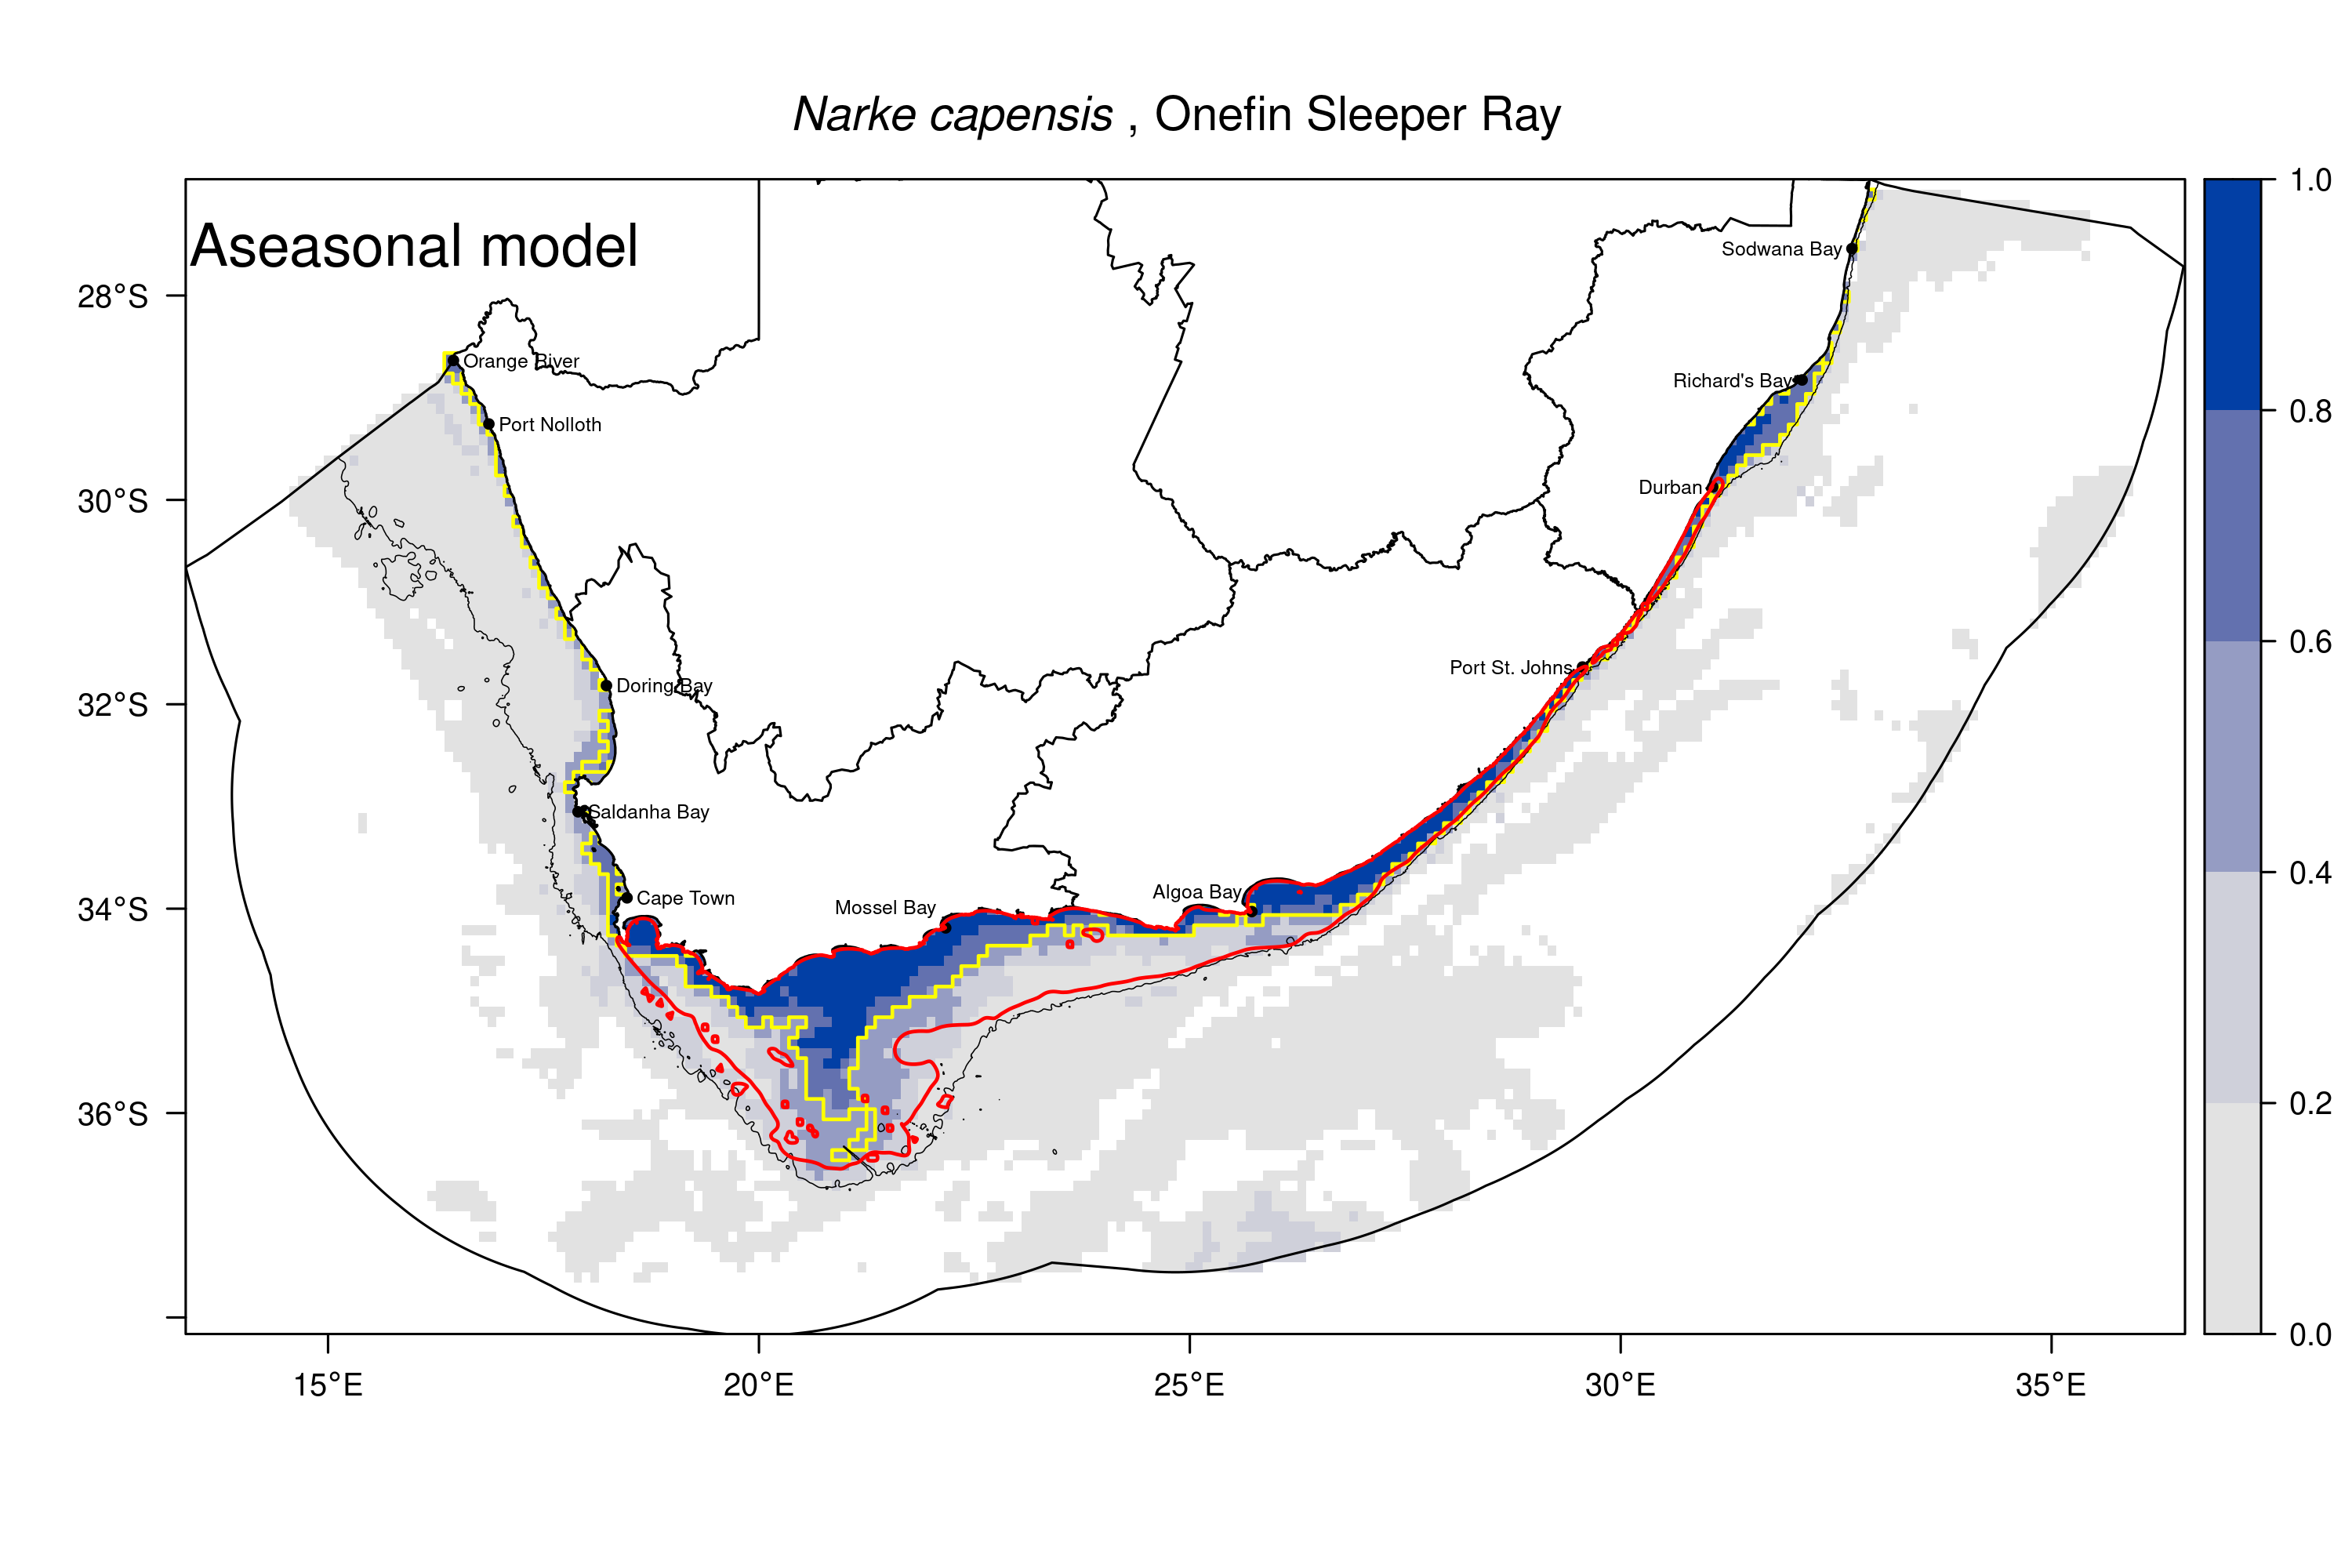 Narke capensis , Onefin Sleeper Ray
Aseasonal model
1.0
0.8
0.6
0.4
0.2
0.0
28°S
30°S
32°S
34°S
36°S
Sodwana Bay
Orange River
Richard's Bay
Port Nolloth
Durban
Port St. Johns
Doring Bay
Saldanha Bay
Algoa Bay
Cape Town
Mossel Bay
15°E
20°E
25°E
30°E
35°E